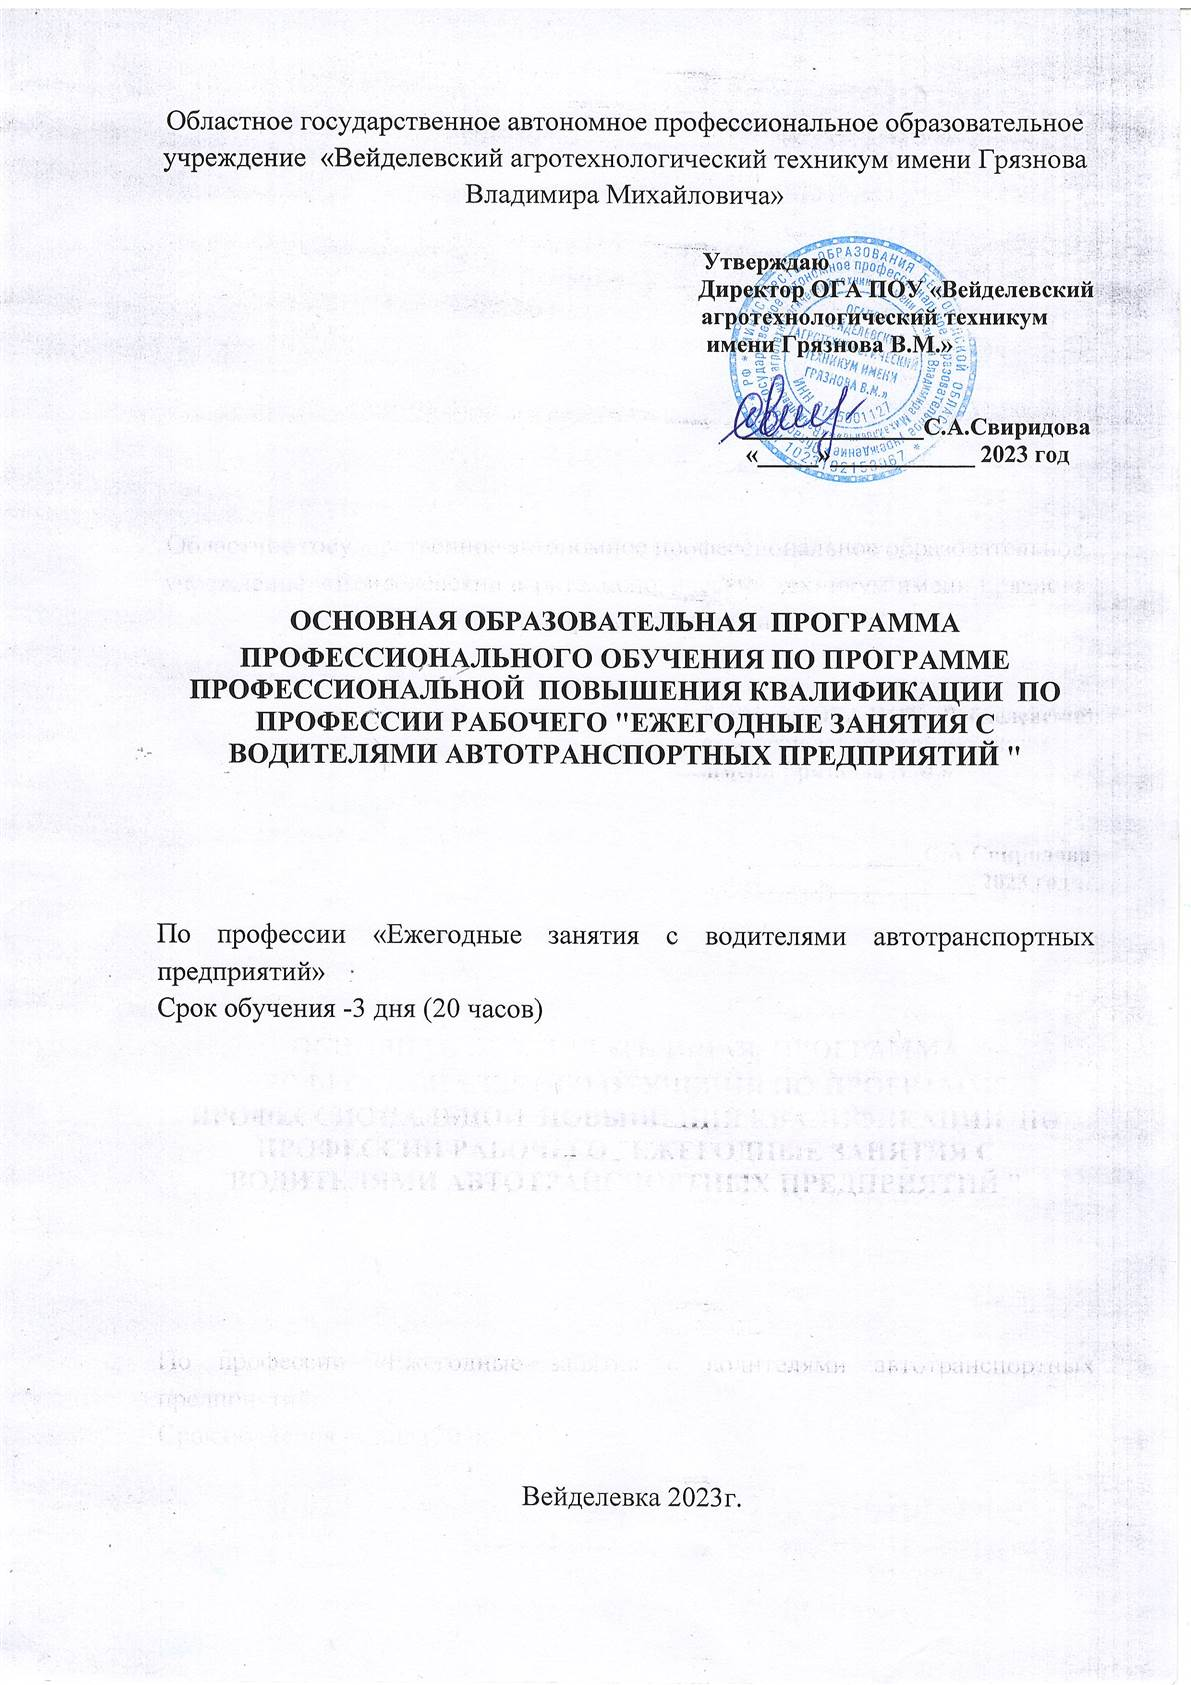 Областное государственное автономное профессиональное образовательное
учреждение «Вейделевский агротехнологический техникум имени Грязнова
Владимира Михайловича»
Утверждаю
Директор ОГА ПОУ «Вейделевский
агротехнологический техникум
имени Грязнова В.М.»
______________С.А.Свиридова
«_____»____________ 2023 год
ОСНОВНАЯ ОБРАЗОВАТЕЛЬНАЯ ПРОГРАММА
ПРОФЕССИОНАЛЬНОГО ОБУЧЕНИЯ ПО ПРОГРАММЕ
ПРОФЕССИОНАЛЬНОЙ ПОВЫШЕНИЯ КВАЛИФИКАЦИИ ПО
ПРОФЕССИИ РАБОЧЕГО "ЕЖЕГОДНЫЕ ЗАНЯТИЯ С
ВОДИТЕЛЯМИ АВТОТРАНСПОРТНЫХ ПРЕДПРИЯТИЙ "
По профессии «Ежегодные занятия с водителями автотранспортных
предприятий»
Срок обучения -3 дня (20 часов)
Вейделевка 2023г.